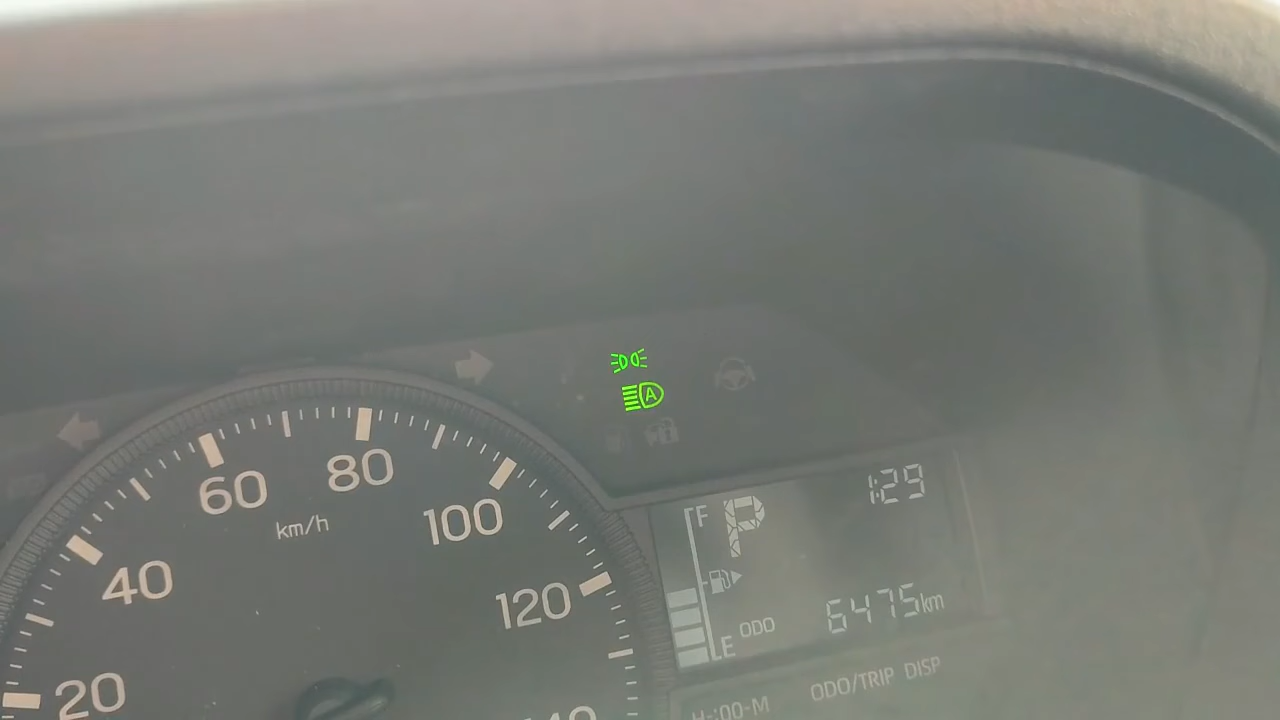 A
1:29
80
60
100
F
P
km/h
40
120
6475km
ODO
E
20
ODO/TRIP DISP
H-:00-M